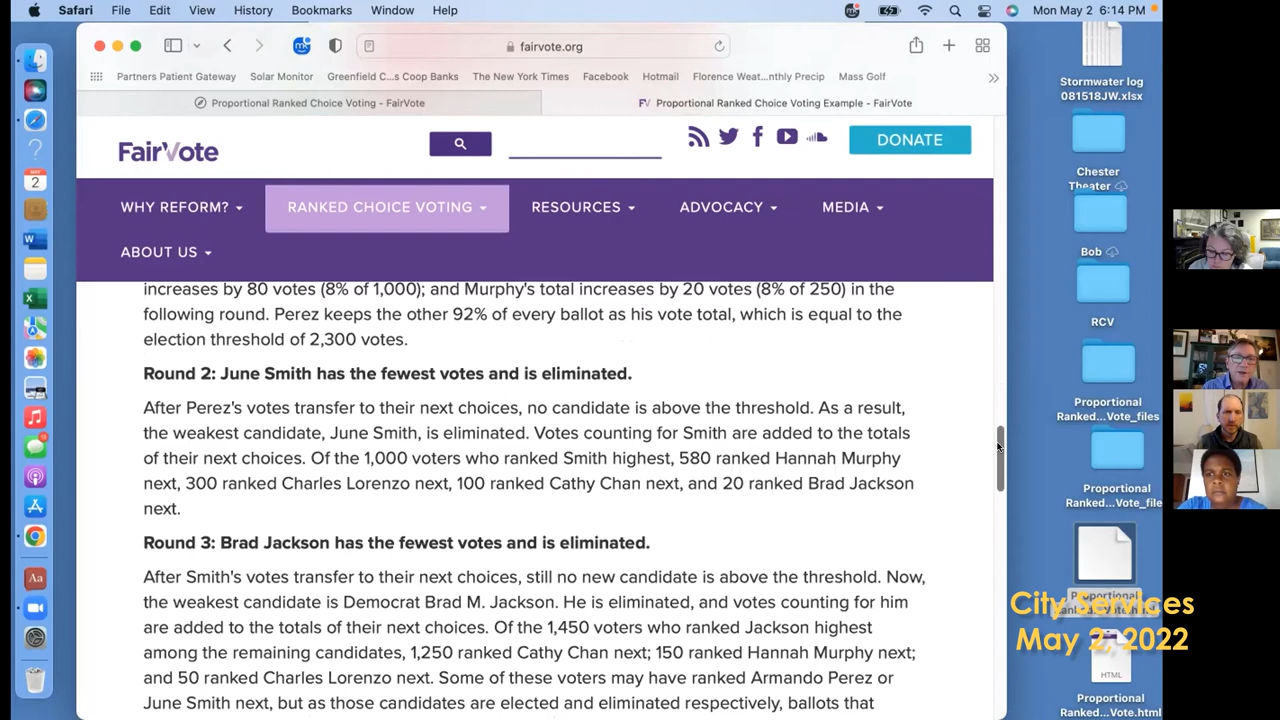 Safari File Edit View History Bookmarks Window Help Mon May 2 6:14 PM
fairvote.org
Partners Patient Gateway Solar Monitor Greenfield C...s Coop Banks The New York Times Facebook Hotmail Florence Weat...nthly Precip Mass Golf
Proportional Ranked Choice Voting - FairVote Proportional Ranked Choice Voting Example - FairVote
FairVote
DONATE
WHY REFORM? RANKED CHOICE VOTING RESOURCES ADVOCACY MEDIA
ABOUT US
increases by 80 votes (8% of 1,000); and Murphy's total increases by 20 votes (8% of 250) in the
following round. Perez keeps the other 92% of every ballot as his vote total, which is equal to the
election threshold of 2,300 votes.
Round 2: June Smith has the fewest votes and is eliminated.
After Perez's votes transfer to their next choices, no candidate is above the threshold. As a result,
the weakest candidate, June Smith, is eliminated. Votes counting for Smith are added to the totals
of their next choices. Of the 1,000 voters who ranked Smith highest, 580 ranked Hannah Murphy
next, 300 ranked Charles Lorenzo next, 100 ranked Cathy Chan next, and 20 ranked Brad Jackson
next.
Round 3: Brad Jackson has the fewest votes and is eliminated.
After Smith's votes transfer to their next choices, still no new candidate is above the threshold. Now,
the weakest candidate is Democrat Brad M. Jackson. He is eliminated, and votes counting for him
are added to the totals of their next choices. Of the 1,450 voters who ranked Jackson highest
among the remaining candidates, 1,250 ranked Cathy Chan next; 150 ranked Hannah Murphy next;
and 50 ranked Charles Lorenzo next. Some of these voters may have ranked Armando Perez or
June Smith next, but as those candidates are elected and eliminated respectively, ballots that
MAY
2
Aa
Stormwater log
081518JW.xlsx
Chester
Theater
Bob
RCV
Proportional
Ranked...Vote_files
Proportional
Ranked...Vote_file
City Services
May 2, 2022
HTML
Proportional
Ranked...Vote.html